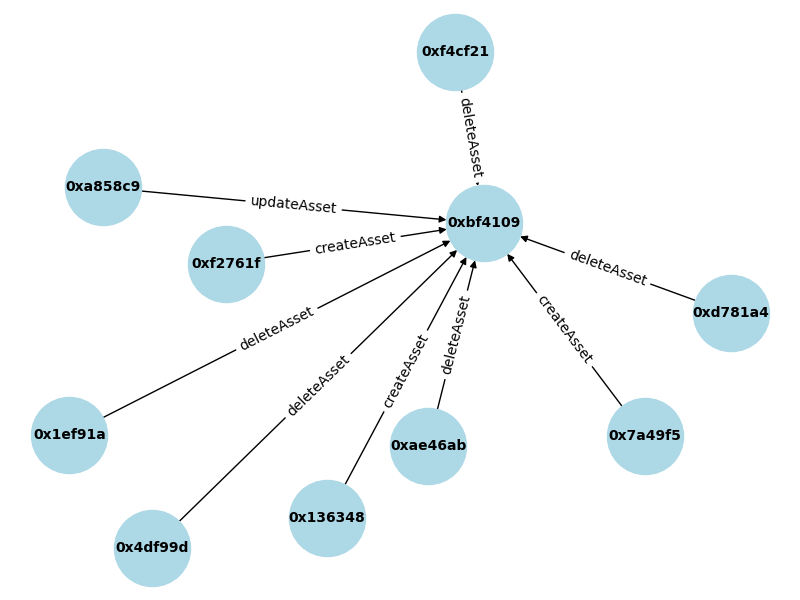 0xf4cf21
deleteAsset
0xa858c9
updateAsset
0xbf4109
createAsset
0xf2761f
deleteAsset
0xd781a4
deleteAsset
createAsset
deleteAsset
deleteAsset
createAsset
0x1ef91a
0xae46ab
0x7a49f5
0x136348
0x4df99d